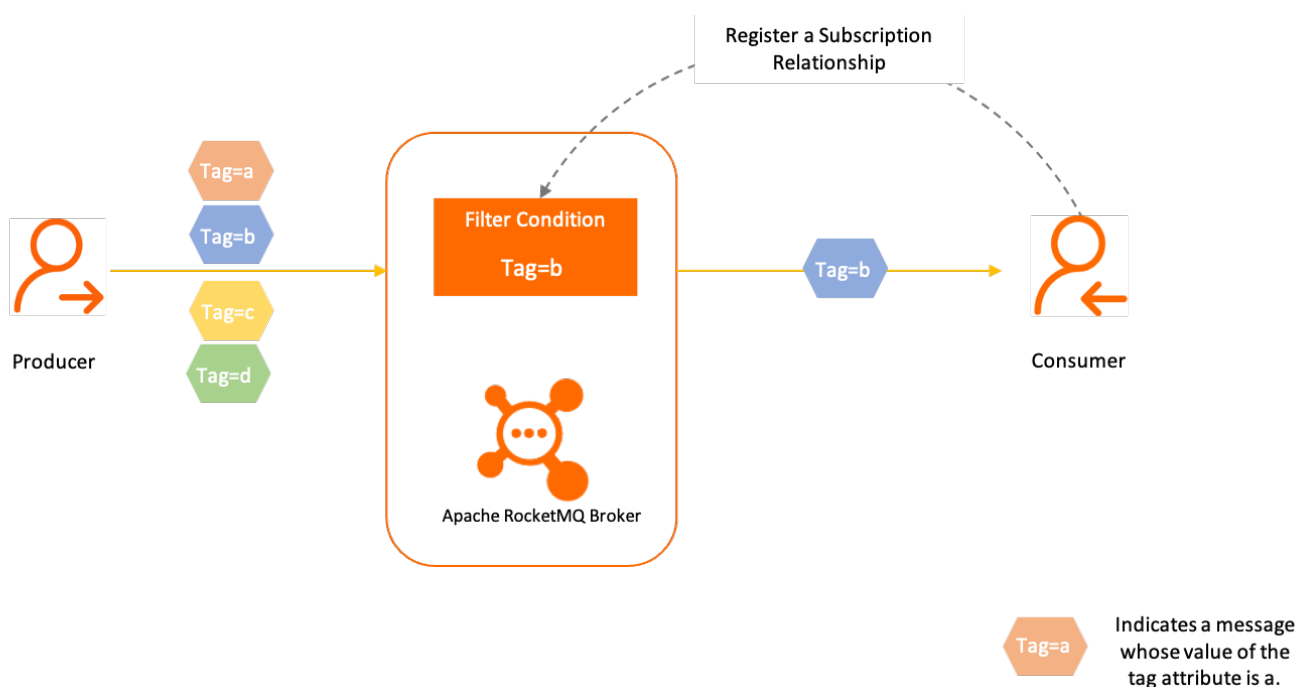 Register a Subscription
Relationship
Tag=a
Tag=b
Tag=c
Tag=d
Filter Condition
Tag=b
Tag=b
Producer
Consumer
Apache RocketMQ Broker
Tag=a
Indicates a message
whose value of the
tag attribute is a.